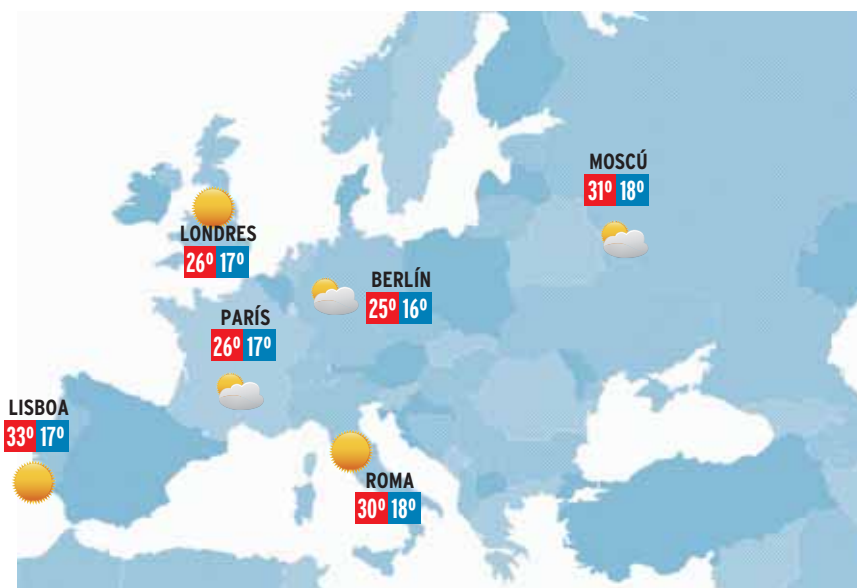 MOSCÚ
31º 18º
LONDRES
26º 17º
BERLÍN
25º 16º
PARÍS
26º 17º
LISBOA
33º 17º
ROMA
30º 18º